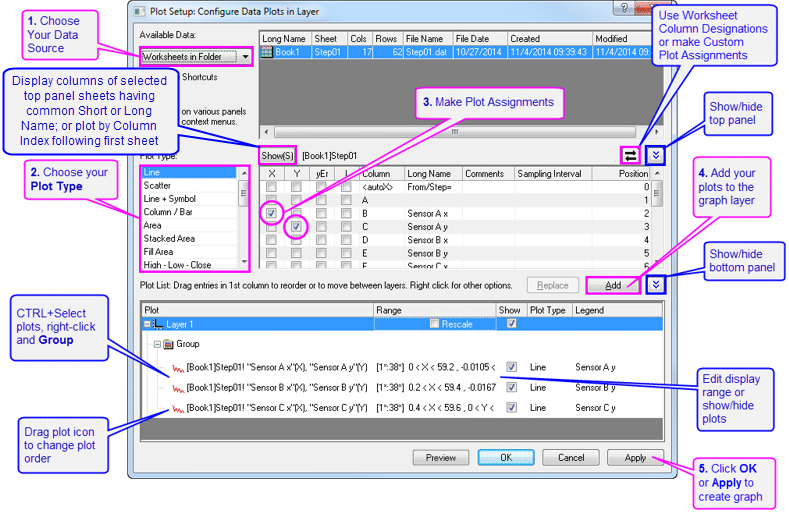 1. Choose
Your Data
Source
Plot Setup: Configure Data Plots in Layer
Available Data:
Worksheets in Folder
Shortcuts
on various panels
context menus.
Long Name Sheet Cols Rows File Name File Date Created Modified
Book1 Step01 17 62 Step01.dat 10/27/2014 11/4/2014 09:39:43 11/4/2014 09:
Use Worksheet
Column Designations
or make Custom
Plot Assignments
Display columns of selected
top panel sheets having
common Short or Long
Name; or plot by Column
Index following first sheet
3. Make Plot Assignments
Show/hide
top panel
Plot Type:
Show(S) [Book1]Step01
2. Choose your
Plot Type
Line
Scatter
Line + Symbol
Column / Bar
Area
Stacked Area
Fill Area
High - Low - Close
X Y yEr L Column Long Name Comments Sampling Interval Position
<autoX> From/Step= 0
A 1
B Sensor A x 2
C Sensor A y 3
D Sensor B x 4
E Sensor B y 5
F Sensor C x 6
4. Add your
plots to the
graph layer
Plot List: Drag entries in 1st column to reorder or to move between layers. Right click for other options.
Replace
Add
Show/hide
bottom panel
Plot Range Show Plot Type Legend
Layer 1 Rescale
Group
[Book1]Step01! "Sensor A x"(X), "Sensor A y"(Y) [1*:38*] 0 < X < 59.2 , -0.0105 < Line Sensor A y
[Book1]Step01! "Sensor B x"(X), "Sensor B y"(Y) [1*:38*] 0.2 < X < 59.4 , -0.0167 Line Sensor B y
[Book1]Step01! "Sensor C x"(X), "Sensor C y"(Y) [1*:38*] 0.4 < X < 59.6 , 0 < Y < Line Sensor C y
CTRL+Select
plots, right-click
and Group
Drag plot icon
to change plot
order
Edit display
range or
show/hide
plots
Preview
OK
Cancel
Apply
5. Click OK
or Apply to
create graph